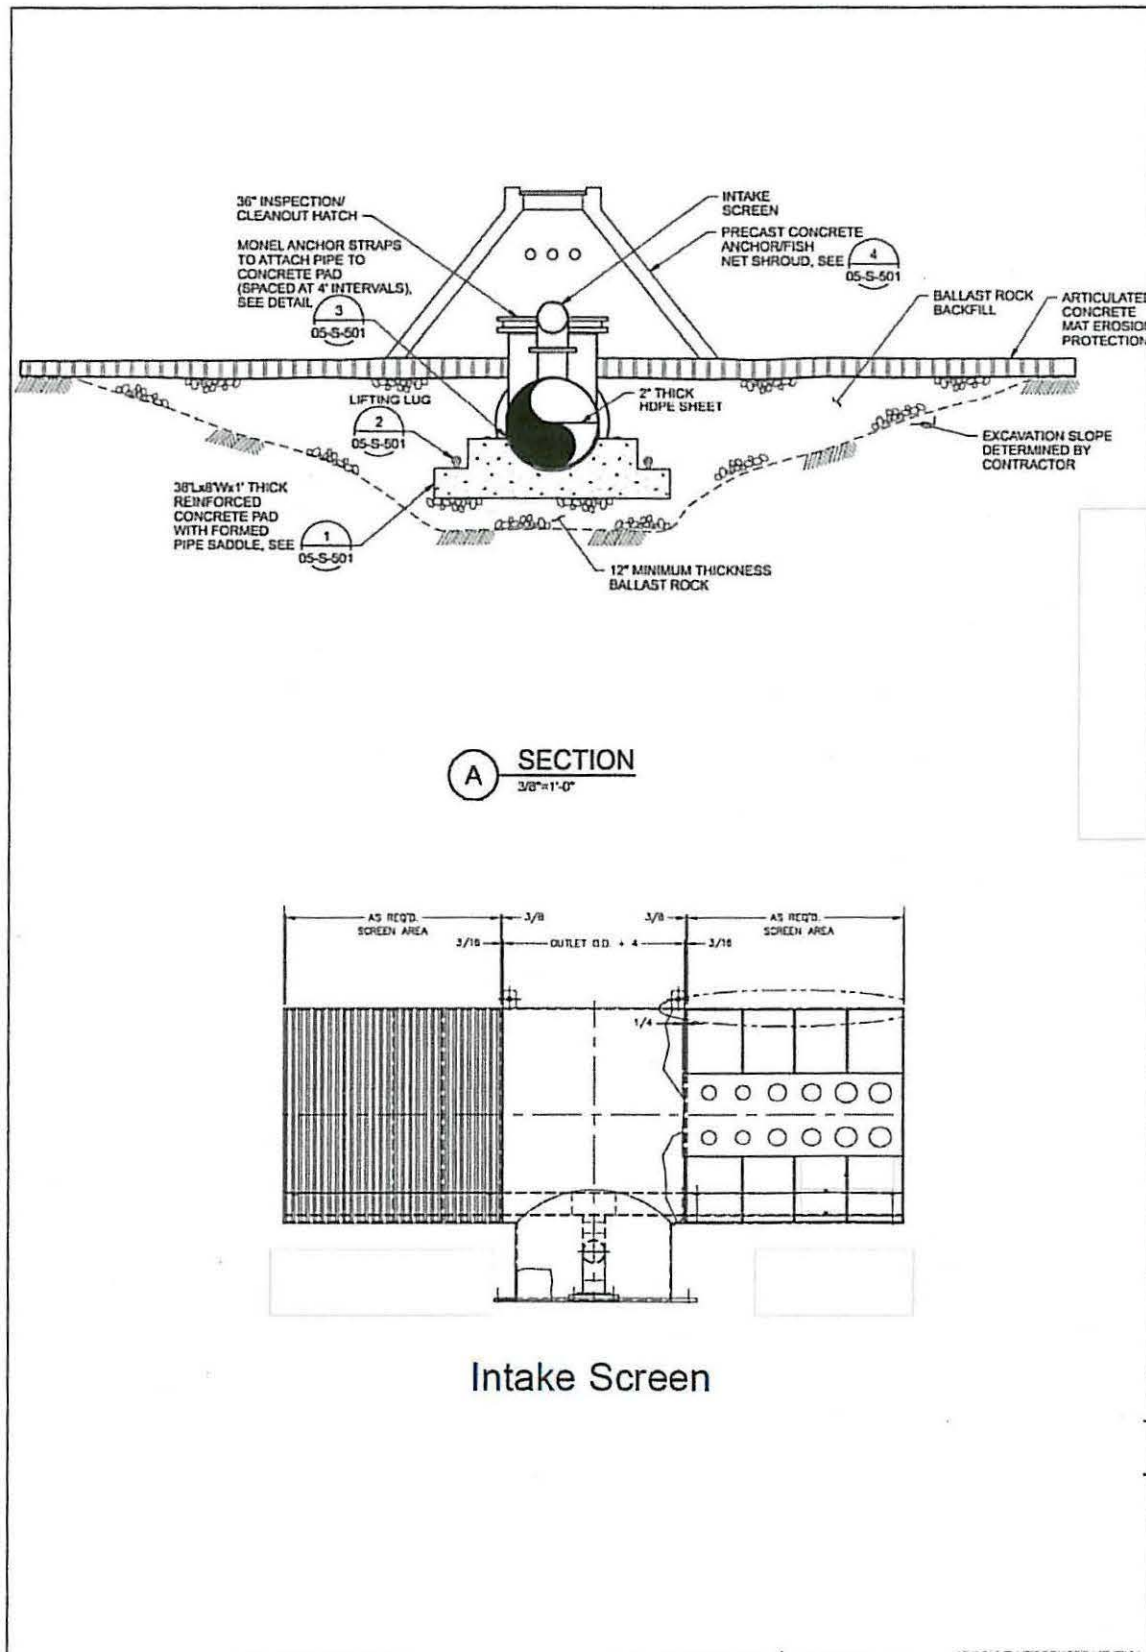 36" INSPECTION/
CLEANOUT HATCH
MONEL ANCHOR STRAPS
TO ATTACH PIPE TO
CONCRETE PAD
(SPACED AT 4' INTERVALS),
SEE DETAIL
3
05-S-501
INTAKE
SCREEN
PRECAST CONCRETE
ANCHOR/FISH
NET SHROUD, SEE
4
05-S-501
BALLAST ROCK
BACKFILL
ARTICULATED
CONCRETE
MAT EROSION
PROTECTION
LIFTING LUG
2
05-S-501
2" THICK
HDPE SHEET
EXCAVATION SLOPE
DETERMINED BY
CONTRACTOR
38'Lx8'Wx1' THICK
REINFORCED
CONCRETE PAD
WITH FORMED
PIPE SADDLE, SEE
1
05-S-501
12" MINIMUM THICKNESS
BALLAST ROCK
A SECTION
3/8"=1'-0"
AS REQ'D.
SCREEN AREA
3/8
3/8
AS REQ'D.
SCREEN AREA
3/16
OUTLET O.D. + 4
3/16
1/4
Intake Screen